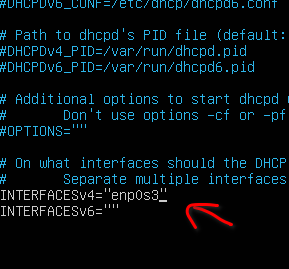 #DHCPDv6_CONF=/etc/dhcp/dhcpd6.conf
# Path to dhcpd's PID file (default:
#DHCPDv4_PID=/var/run/dhcpd.pid
#DHCPDv6_PID=/var/run/dhcpd6.pid
# Additional options to start dhcpd
# Don't use options -cf or -pf
#OPTIONS=""
# On what interfaces should the DHCP
# Separate multiple interfaces
INTERFACESv4="enp0s3"
INTERFACESv6=""